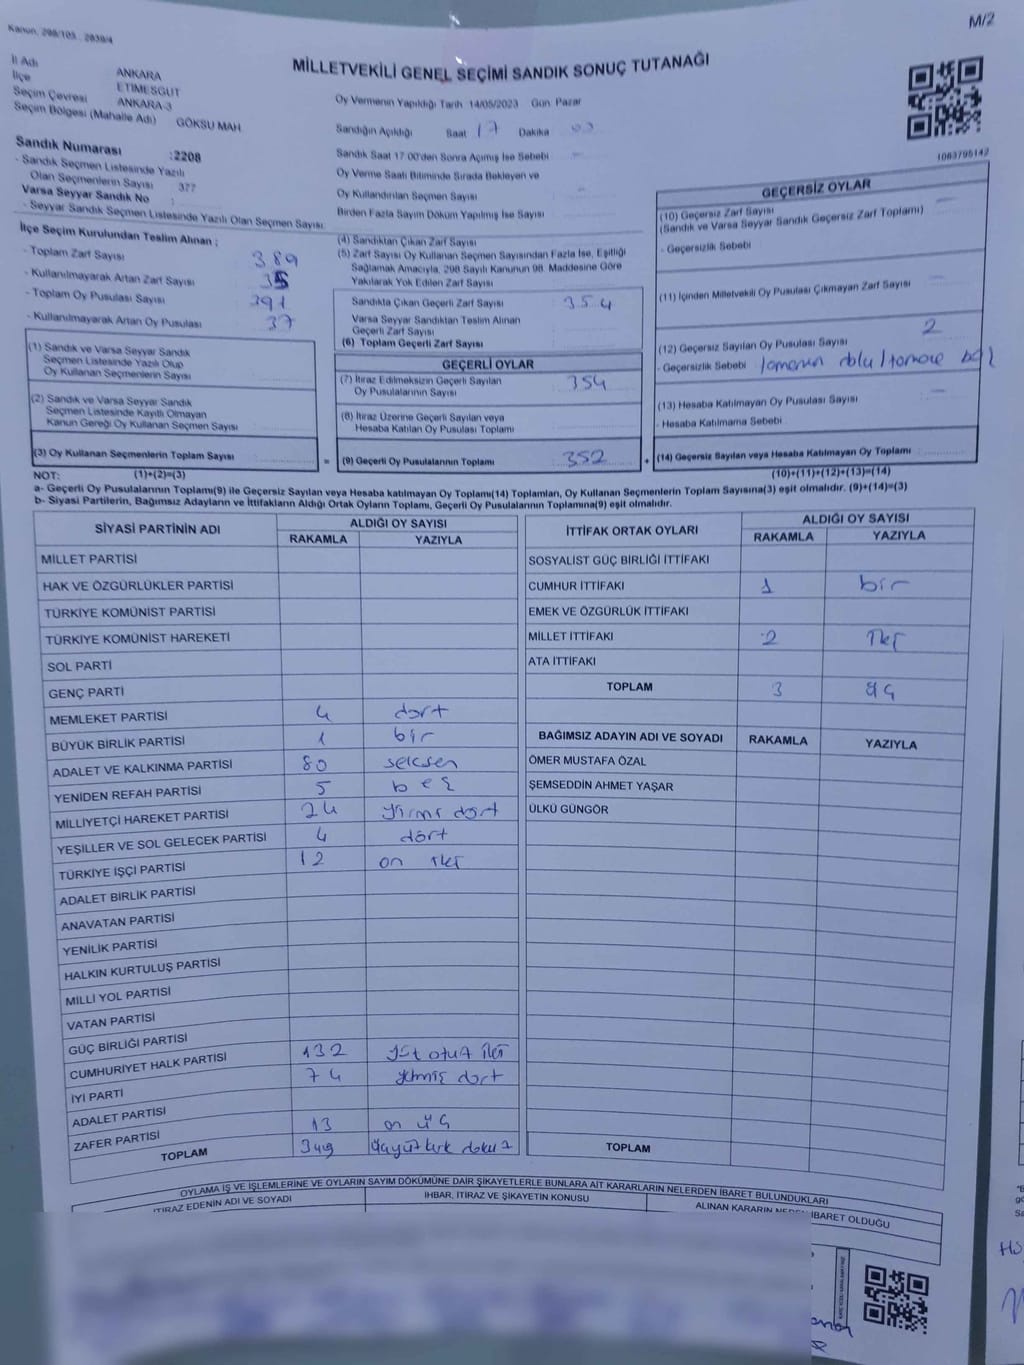 Kanun, 298/105.. 2839/4
M/2
MİLLETVEKİLİ GENEL SEÇİMİ SANDIK SONUÇ TUTANAĞI
İl Adı ANKARA
İlçe ETİMESGUT
Seçim Çevresi ANKARA-3
Seçim Bölgesi (Mahalle Adı) GÖKSU MAH
Sandık Numarası :2208
- Sandık Seçmen Listesinde Yazılı
Olan Seçmenlerin Sayısı 377
Varsa Seyyar Sandık No :
- Seyyar Sandık Seçmen Listesinde Yazılı Olan Seçmen Sayısı:
Oy Vermenin Yapıldığı Tarih 14/05/2023 Gün Pazar
Sandığın Açıldığı Saat 17 Dakika
Sandık Saat 17:00'den Sonra Açımış İse Sebebi
Oy Verme Saati Bitiminde Sırada Bekleyen ve
Oy Kullandırılan Seçmen Sayısı
Birden Fazla Sayım Döküm Yapılmış İse Sayısı
1063795142
İlçe Seçim Kurulundan Teslim Alınan ;
- Toplam Zarf Sayısı 389
- Kullanılmayarak Artan Zarf Sayısı 35
- Toplam Oy Pusulası Sayısı 391
- Kullanılmayarak Artan Oy Pusulası 37
(1) Sandık ve Varsa Seyyar Sandık
Seçmen Listesinde Yazılı Olup
Oy Kullanan Seçmenlerin Sayısı
(2) Sandık ve Varsa Seyyar Sandık
Seçmen Listesinde Kayıtlı Olmayan
Kanun Gereği Oy Kullanan Seçmen Sayısı
(3) Oy Kullanan Seçmenlerin Toplam Sayısı
(4) Sandıktan Çıkan Zarf Sayısı
(5) Zarf Sayısı Oy Kullanan Seçmen Sayısından Fazla İse, Eşitliği
Sağlamak Amacıyla, 298 Sayılı Kanunun 98. Maddesine Göre
Yakılarak Yok Edilen Zarf Sayısı
Sandıkta Çıkan Geçerli Zarf Sayısı 354
Varsa Seyyar Sandıktan Teslim Alınan
Geçerli Zarf Sayısı
(6) Toplam Geçerli Zarf Sayısı
GEÇERLİ OYLAR
(7) İtiraz Edilmeksizin Geçerli Sayılan
Oy Pusulalarının Sayısı 354
(8) İtiraz Üzerine Geçerli Sayılan veya
Hesaba Katılan Oy Pusulası Toplamı
= (9) Geçerli Oy Pusulalarının Toplamı 352 +
GEÇERSİZ OYLAR
(10) Geçersiz Zarf Sayısı
(Sandık ve Varsa Seyyar Sandık Geçersiz Zarf Toplamı)
- Geçersizlik Sebebi
(11) İçinden Milletvekili Oy Pusulası Çıkmayan Zarf Sayısı
(12) Geçersiz Sayılan Oy Pusulası Sayısı 2
- Geçersizlik Sebebi
(13) Hesaba Katılmayan Oy Pusulası Sayısı
- Hesaba Katılmama Sebebi
(14) Geçersiz Sayılan veya Hesaba Katılmayan Oy Toplamı
NOT: (1)+(2)=(3) (10)+(11)+(12)+(13)=(14)
a- Geçerli Oy Pusulalarının Toplamı(9) ile Geçersiz Sayılan veya Hesaba katılmayan Oy Toplamı(14) Toplamları, Oy Kullanan Seçmenlerin Toplam Sayısına(3) eşit olmalıdır. (9)+(14)=(3)
b- Siyasi Partilerin, Bağımsız Adayların ve İttifakların Aldığı Ortak Oyların Toplamı, Geçerli Oy Pusulalarının Toplamına(9) eşit olmalıdır.
SİYASİ PARTİNİN ADI ALDIĞI OY SAYISI
RAKAMLA YAZIYLA
MİLLET PARTİSİ
HAK VE ÖZGÜRLÜKLER PARTİSİ
TÜRKİYE KOMÜNİST PARTİSİ
TÜRKİYE KOMÜNİST HAREKETİ
SOL PARTİ
GENÇ PARTİ
MEMLEKET PARTİSİ 4 dört
BÜYÜK BİRLİK PARTİSİ 1 bir
ADALET VE KALKINMA PARTİSİ 80 seksen
YENİDEN REFAH PARTİSİ 5 beş
MİLLİYETÇİ HAREKET PARTİSİ 24 yirmi dört
YEŞİLLER VE SOL GELECEK PARTİSİ 4 dört
TÜRKİYE İŞÇİ PARTİSİ 12 on iki
ADALET BİRLİK PARTİSİ
ANAVATAN PARTİSİ
YENİLİK PARTİSİ
HALKIN KURTULUŞ PARTİSİ
MİLLİ YOL PARTİSİ
VATAN PARTİSİ
GÜÇ BİRLİĞİ PARTİSİ
CUMHURİYET HALK PARTİSİ 132 yüz otuz iki
İYİ PARTİ 74 yetmiş dört
ADALET PARTİSİ
ZAFER PARTİSİ 13 on üç
TOPLAM 349 üçyüz kırk dokuz
İTTİFAK ORTAK OYLARI ALDIĞI OY SAYISI
RAKAMLA YAZIYLA
SOSYALİST GÜÇ BİRLİĞİ İTTİFAKI
CUMHUR İTTİFAKI 1 bir
EMEK VE ÖZGÜRLÜK İTTİFAKI
MİLLET İTTİFAKI 2 iki
ATA İTTİFAKI
TOPLAM 3 üç
BAĞIMSIZ ADAYIN ADI VE SOYADI RAKAMLA YAZIYLA
ÖMER MUSTAFA ÖZAL
ŞEMSEDDİN AHMET YAŞAR
ÜLKÜ GÜNGÖR
TOPLAM
OYLAMA İŞ VE İŞLEMLERİNE VE OYLARIN SAYIM DÖKÜMÜNE DAİR ŞİKAYETLERLE BUNLARA AİT KARARLARIN NELERDEN İBARET BULUNDUKLARI
İTİRAZ EDENİN ADI VE SOYADI İHBAR, İTİRAZ VE ŞİKAYETİN KONUSU ALINAN KARARIN NEDEN İBARET OLDUĞU